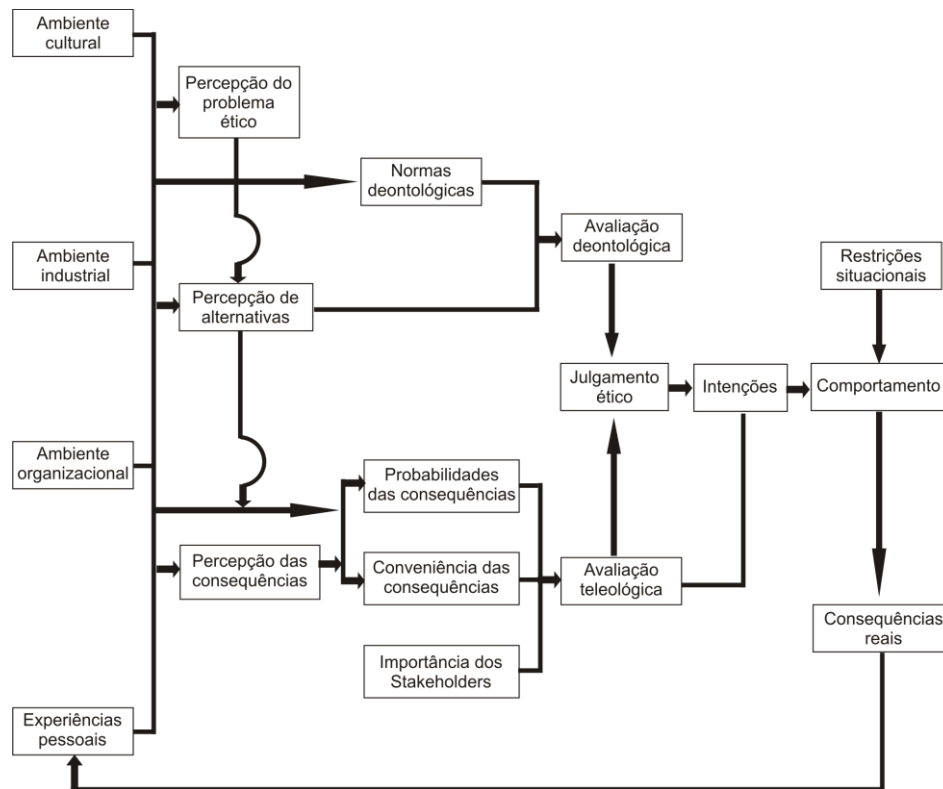 Ambiente
cultural
Percepção do
problema
ético
Normas
deontológicas
Avaliação
deontológica
Ambiente
industrial
Restrições
situacionais
Percepção de
alternativas
Julgamento
ético
Intenções
Comportamento
Ambiente
organizacional
Probabilidades
das consequências
Percepção das
consequências
Conveniência das
consequências
Avaliação
teleológica
Consequências
reais
Importância dos
Stakeholders
Experiências
pessoais